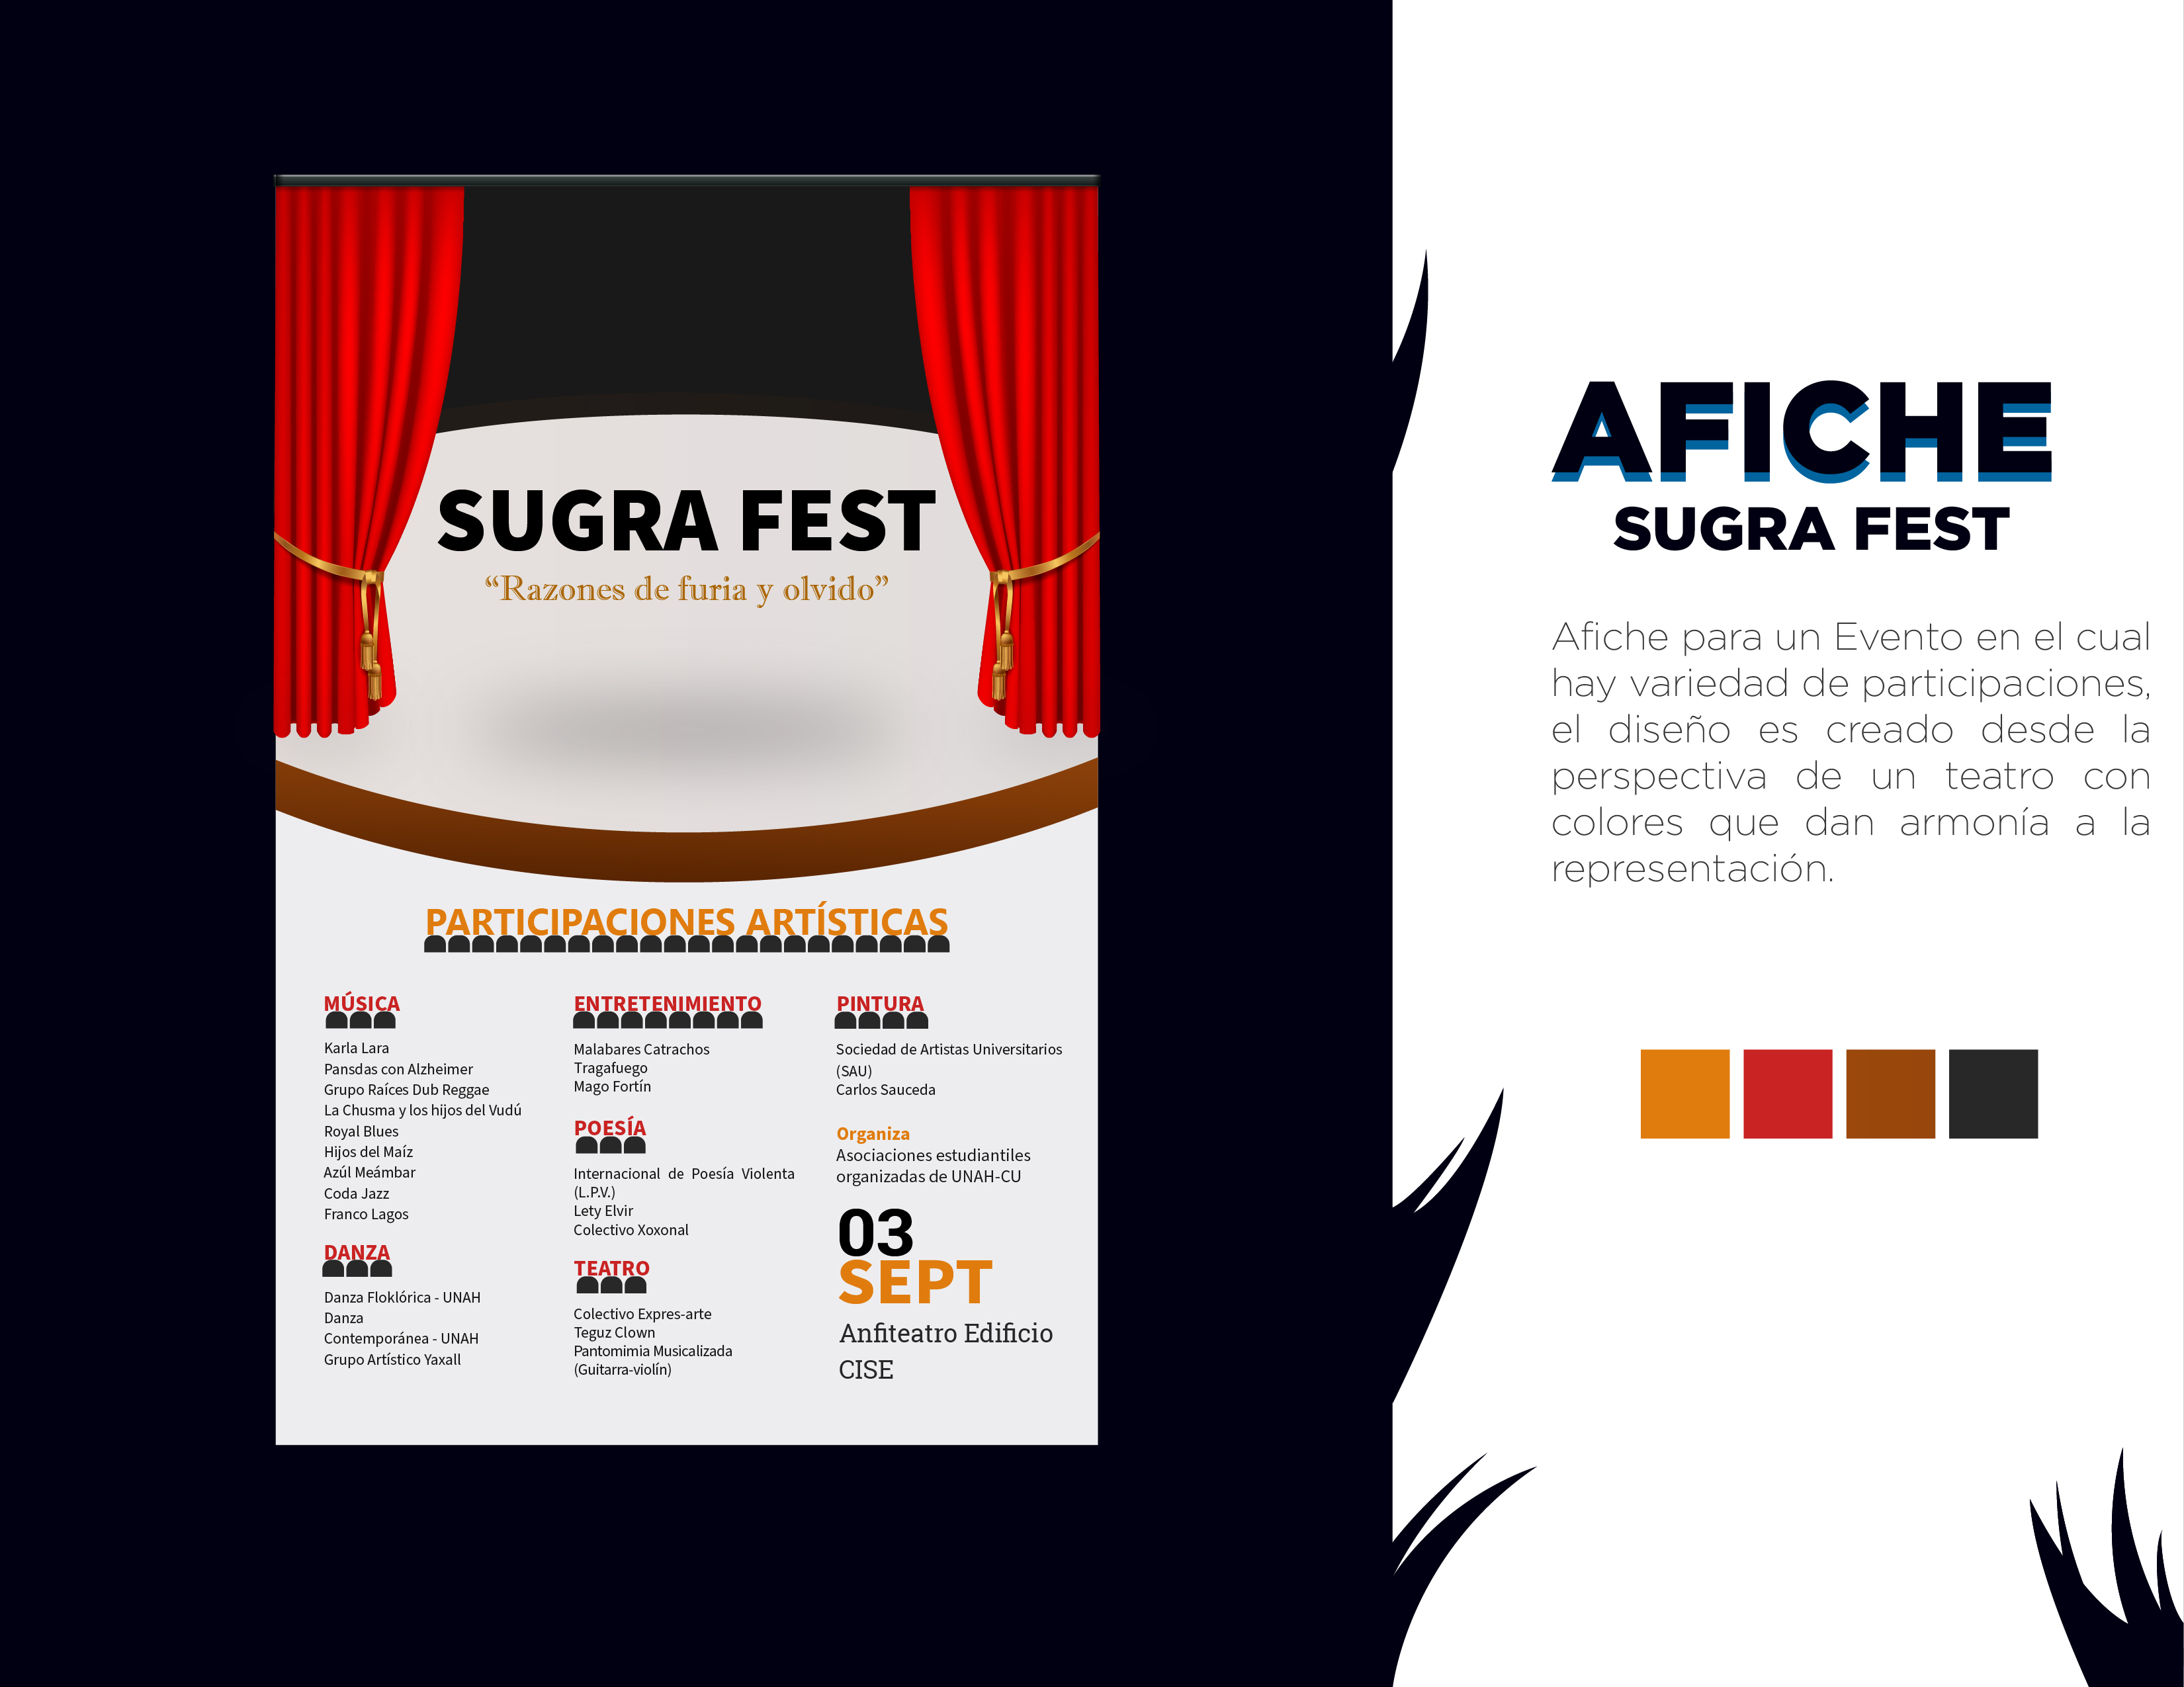 SUGRA FEST
“Razones de furia y olvido”
PARTICIPACIONES ARTÍSTICAS
MÚSICA
Karla Lara
Pansdas con Alzheimer
Grupo Raíces Dub Reggae
La Chusma y los hijos del Vudú
Royal Blues
Hijos del Maíz
Azúl Meámbar
Coda Jazz
Franco Lagos
DANZA
Danza Floklórica - UNAH
Danza
Contemporánea - UNAH
Grupo Artístico Yaxall
ENTRETENIMIENTO
Malabares Catrachos
Tragafuego
Mago Fortín
POESÍA
Internacional de Poesía Violenta
(L.P.V.)
Lety Elvir
Colectivo Xoxonal
TEATRO
Colectivo Expres-arte
Teguz Clown
Pantomimia Musicalizada
(Guitarra-violín)
PINTURA
Sociedad de Artistas Universitarios
(SAU)
Carlos Sauceda
Organiza
Asociaciones estudiantiles
organizadas de UNAH-CU
03
SEPT
Anfiteatro Edificio
CISE
AFICHE
SUGRA FEST
Afiche para un Evento en el cual
hay variedad de participaciones,
el diseño es creado desde la
perspectiva de un teatro con
colores que dan armonía a la
representación.